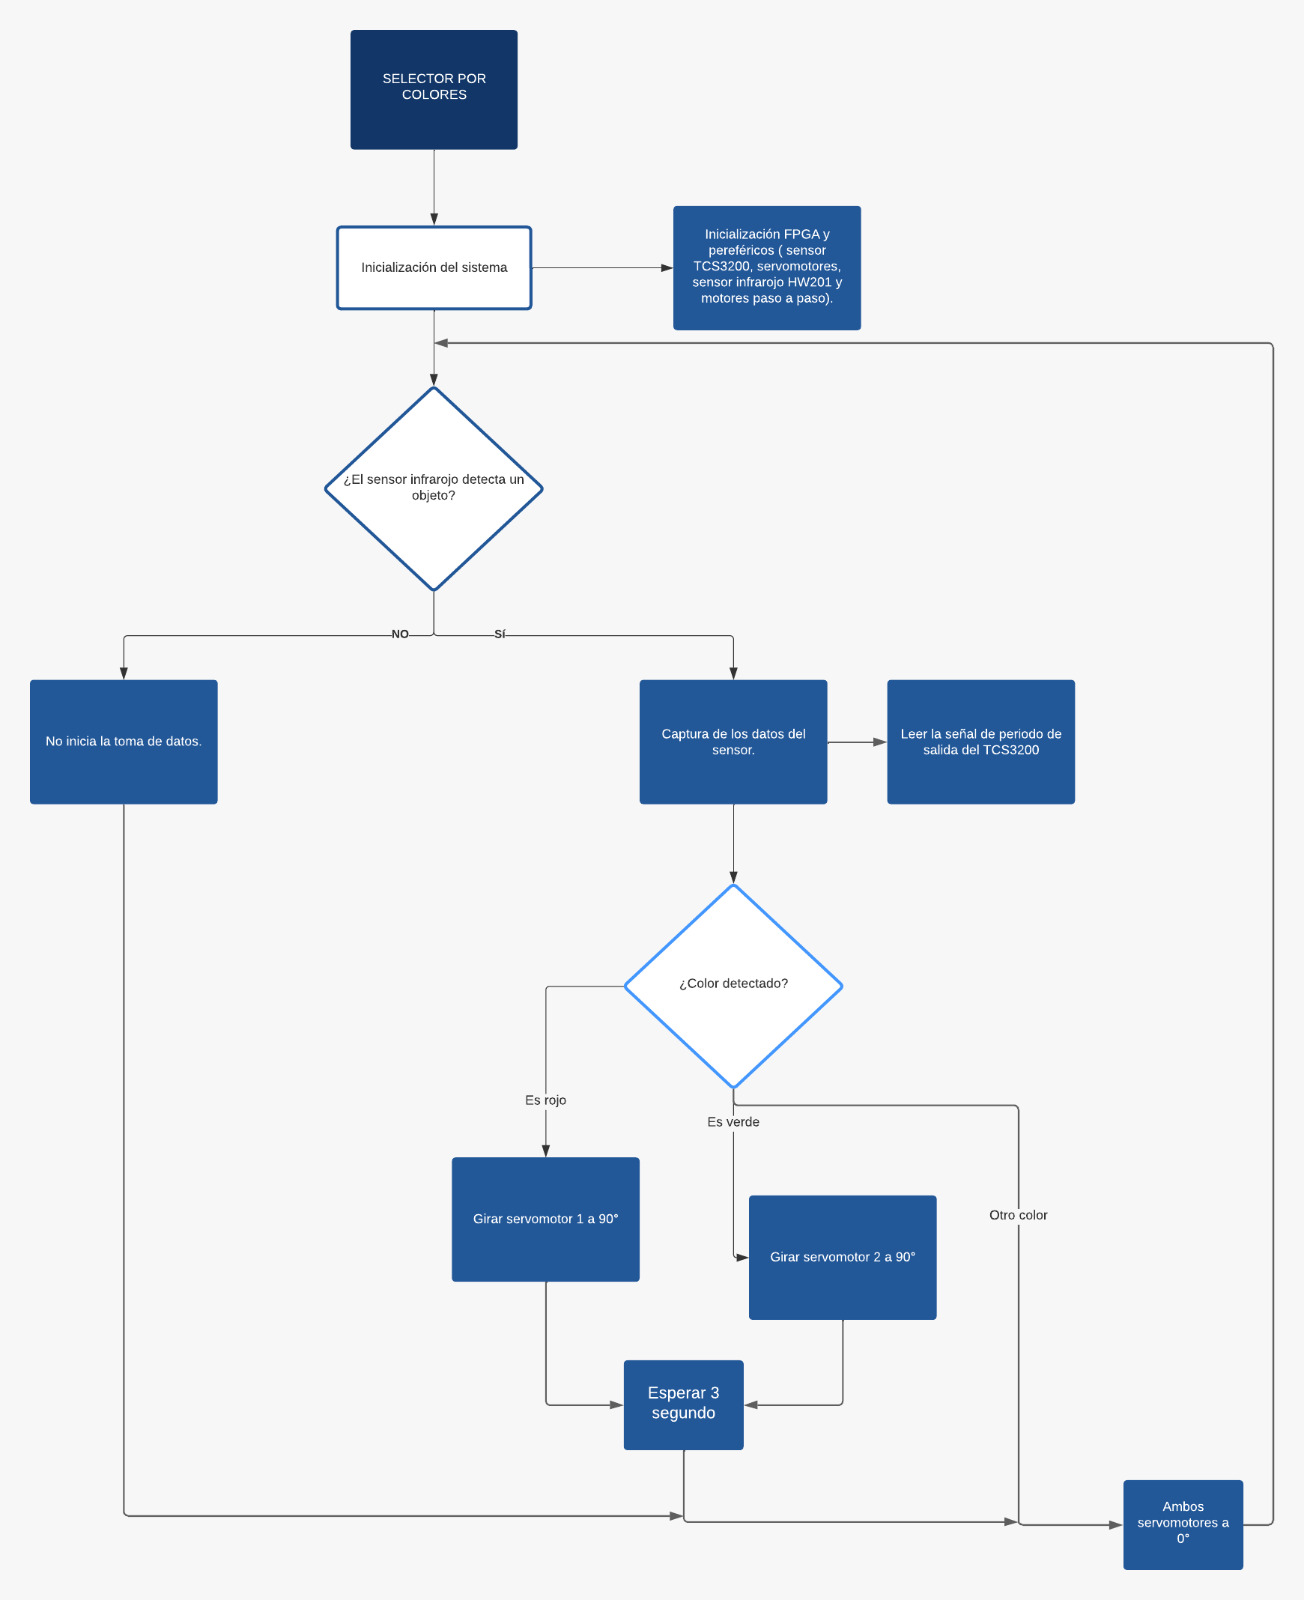 SELECTOR POR
COLORES
Inicialización del sistema
Inicialización FPGA y
pereféricos ( sensor
TCS3200, servomotores,
sensor infrarojo HW201 y
motores paso a paso).
¿El sensor infrarojo detecta un
objeto?
NO
Sí
No inicia la toma de datos.
Captura de los datos del
sensor.
Leer la señal de periodo de
salida del TCS3200
¿Color detectado?
Es rojo
Es verde
Otro color
Girar servomotor 1 a 90°
Girar servomotor 2 a 90°
Esperar 3
segundo
Ambos
servomotores a
0°